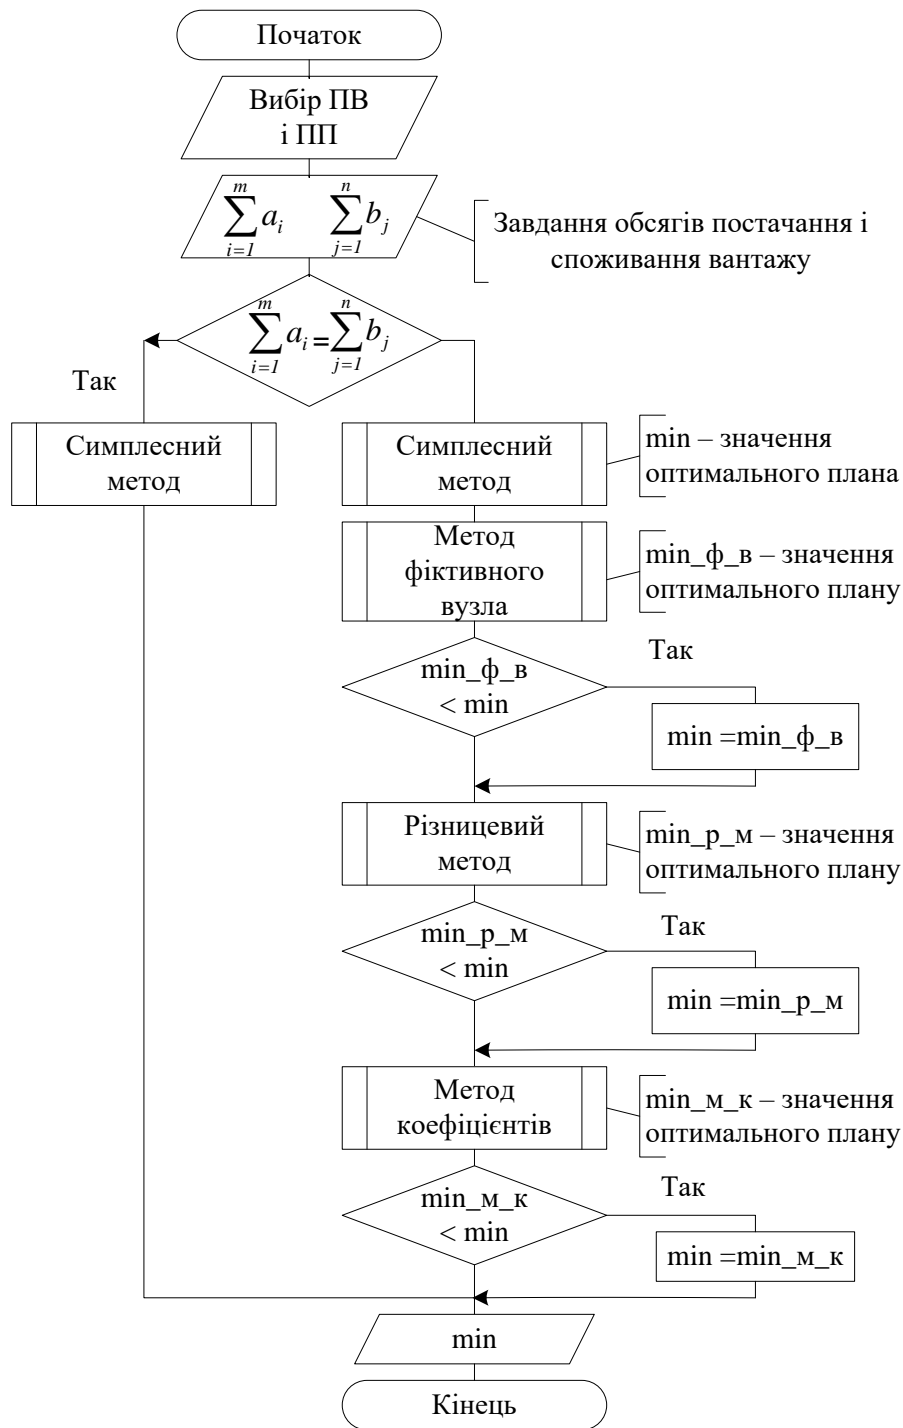 Початок
Вибір ПВ
і ПП
m n
∑ a_i ∑ b_j
i=1 j=1
Завдання обсягів постачання і
споживання вантажу
m n
∑ a_i = ∑ b_j
i=1 j=1
Так
Симплесний
метод
Симплесний
метод
min – значення
оптимального плана
Метод
фіктивного
вузла
min_ф_в – значення
оптимального плану
min_ф_в
< min
Так
min =min_ф_в
Різницевий
метод
min_р_м – значення
оптимального плану
min_р_м
< min
Так
min =min_р_м
Метод
коефіцієнтів
min_м_к – значення
оптимального плану
min_м_к
< min
Так
min =min_м_к
min
Кінець